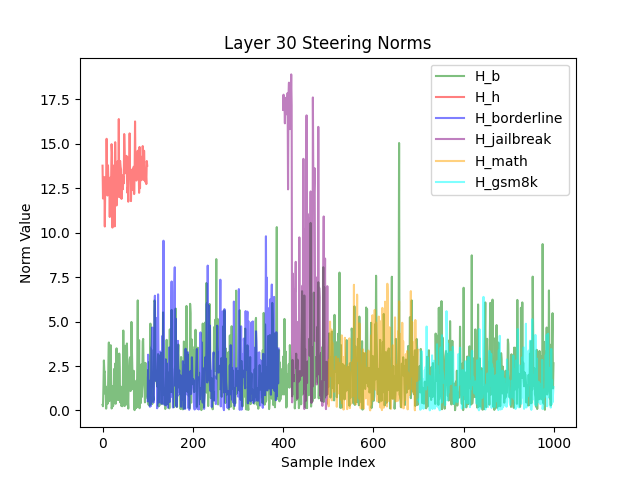 Layer 30 Steering Norms
H_b
H_h
H_borderline
H_jailbreak
H_math
H_gsm8k
Norm Value
17.5
15.0
12.5
10.0
7.5
5.0
2.5
0.0
0 200 400 600 800 1000
Sample Index